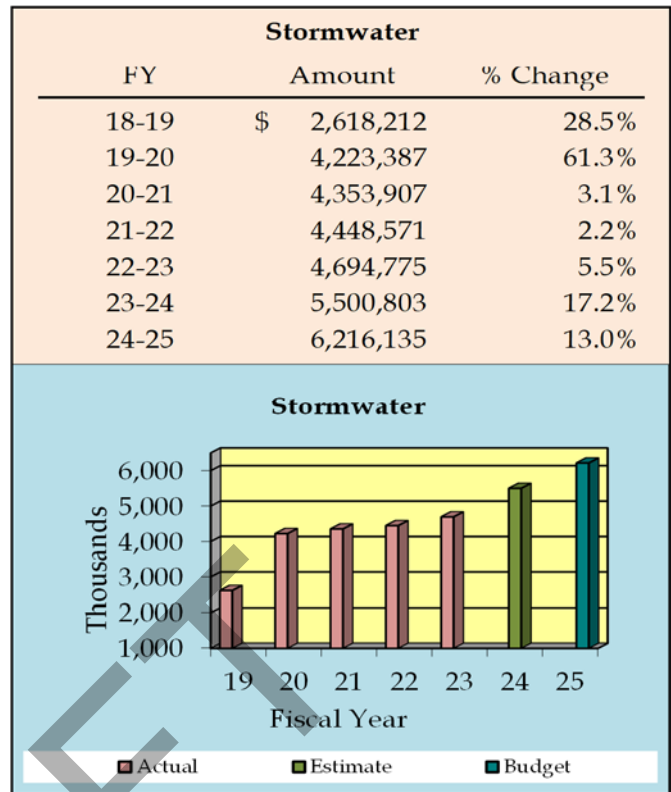 Stormwater
FY Amount % Change
18-19 $ 2,618,212 28.5%
19-20 4,223,387 61.3%
20-21 4,353,907 3.1%
21-22 4,448,571 2.2%
22-23 4,694,775 5.5%
23-24 5,500,803 17.2%
24-25 6,216,135 13.0%
Stormwater
Thousands
6,000
5,000
4,000
3,000
2,000
1,000
19 20 21 22 23 24 25
Fiscal Year
Actual Estimate Budget